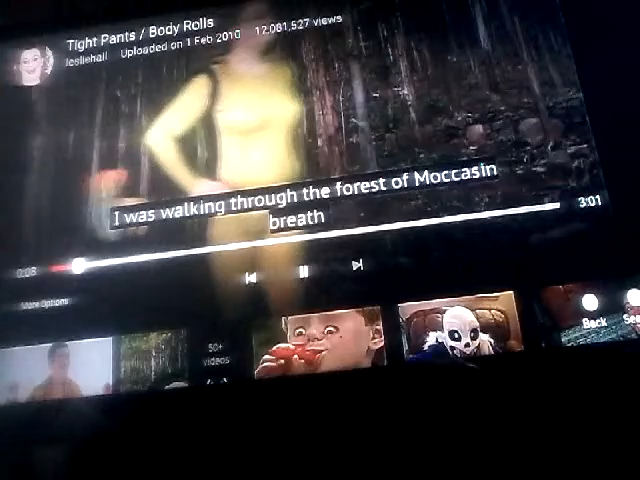 Tight Pants / Body Rolls
lesliehall Uploaded on 1 Feb 2010 12,081,527 views
I was walking through the forest of Moccasin
breath
0:08
3:01
More Options
50+
videos
Back